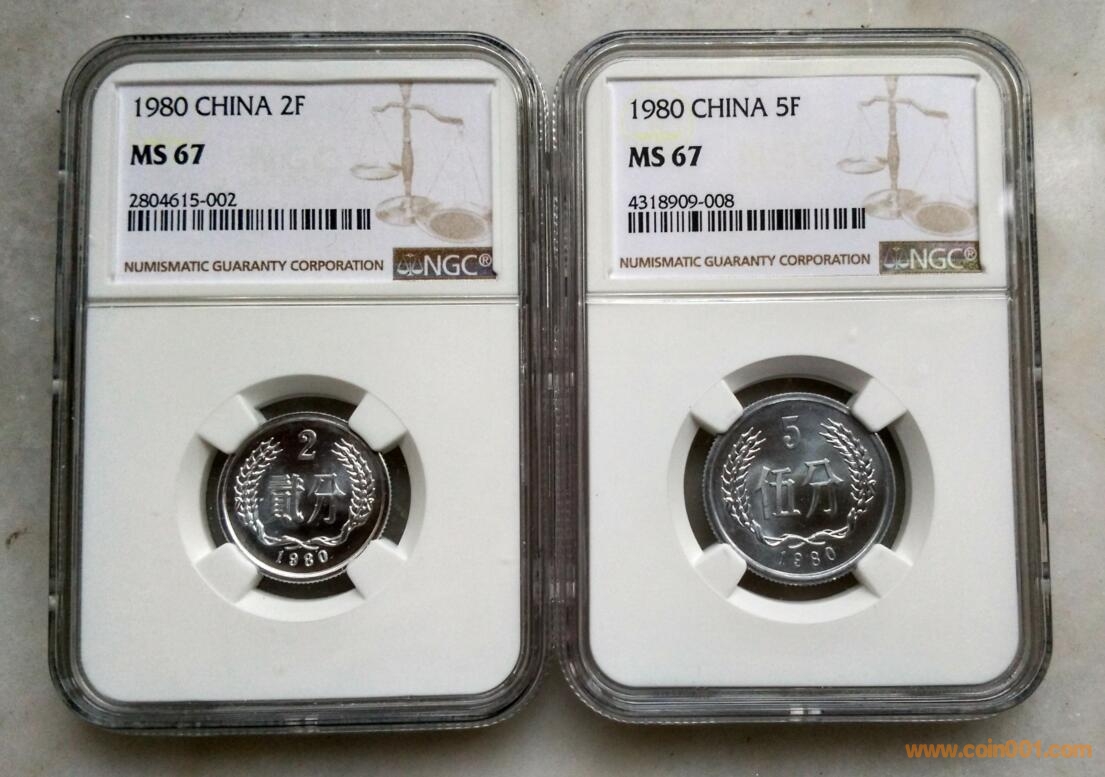 1980 CHINA 2F
MS 67
2804615-002
NUMISMATIC GUARANTY CORPORATION NGC®
2
贰分
1980
1980 CHINA 5F
MS 67
4318909-008
NUMISMATIC GUARANTY CORPORATION NGC®
5
伍分
1980
www.coin001.com